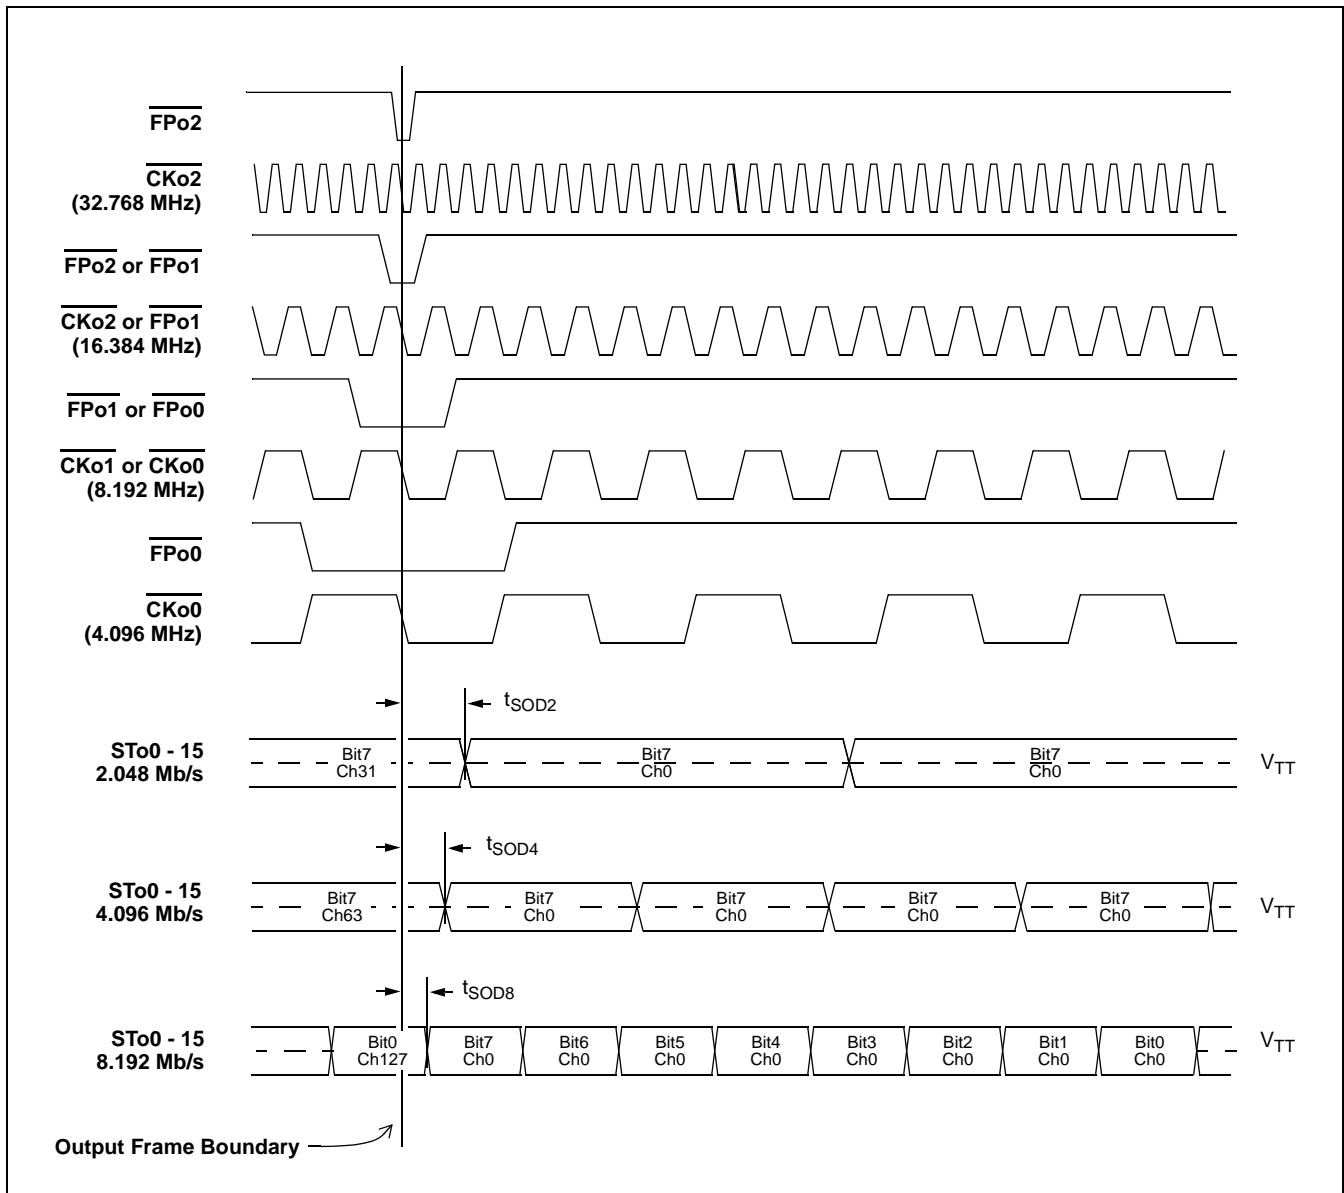 FPo2
CKo2
(32.768 MHz)
FPo2 or FPo1
CKo2 or FPo1
(16.384 MHz)
FPo1 or FPo0
CKo1 or CKo0
(8.192 MHz)
FPo0
CKo0
(4.096 MHz)
tSOD2
STo0 - 15
2.048 Mb/s
Bit7
Ch31
Bit7
Ch0
Bit7
Ch0
VTT
tSOD4
STo0 - 15
4.096 Mb/s
Bit7
Ch63
Bit7
Ch0
Bit7
Ch0
Bit7
Ch0
Bit7
Ch0
VTT
tSOD8
STo0 - 15
8.192 Mb/s
Bit0
Ch127
Bit7
Ch0
Bit6
Ch0
Bit5
Ch0
Bit4
Ch0
Bit3
Ch0
Bit2
Ch0
Bit1
Ch0
Bit0
Ch0
VTT
Output Frame Boundary